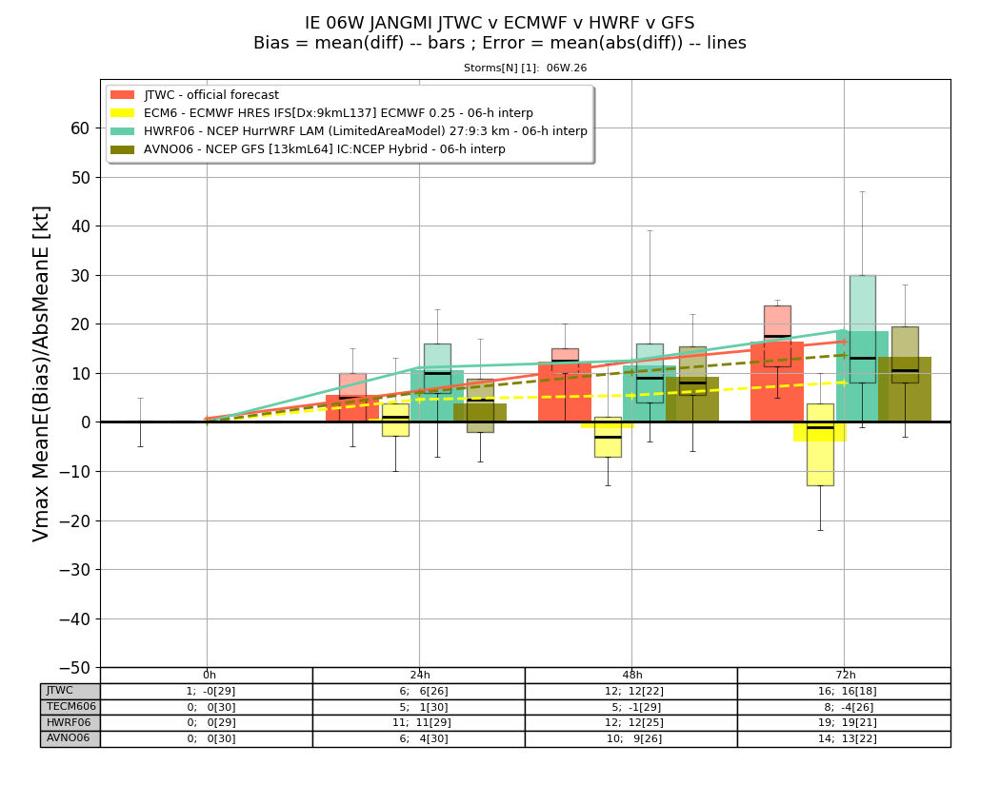 IE 06W JANGMI JTWC v ECMWF v HWRF v GFS
Bias = mean(diff) -- bars ; Error = mean(abs(diff)) -- lines
Storms[N] [1]:  06W.26
JTWC - official forecast
ECM6 - ECMWF HRES IFS[Dx:9kmL137] ECMWF 0.25 - 06-h interp
HWRF06 - NCEP HurrWRF LAM (LimitedAreaModel) 27:9:3 km - 06-h interp
AVNO06 - NCEP GFS [13kmL64] IC:NCEP Hybrid - 06-h interp
Vmax MeanE(Bias)/AbsMeanE [kt]
60
50
40
30
20
10
0
−10
−20
−30
−40
−50
0h 24h 48h 72h
JTWC 1;  -0[29] 6;   6[26] 12;  12[22] 16;  16[18]
TECM606 0;   0[30] 5;   1[30] 5;  -1[29] 8;  -4[26]
HWRF06 0;   0[29] 11;  11[29] 12;  12[25] 19;  19[21]
AVNO06 0;   0[30] 6;   4[30] 10;   9[26] 14;  13[22]